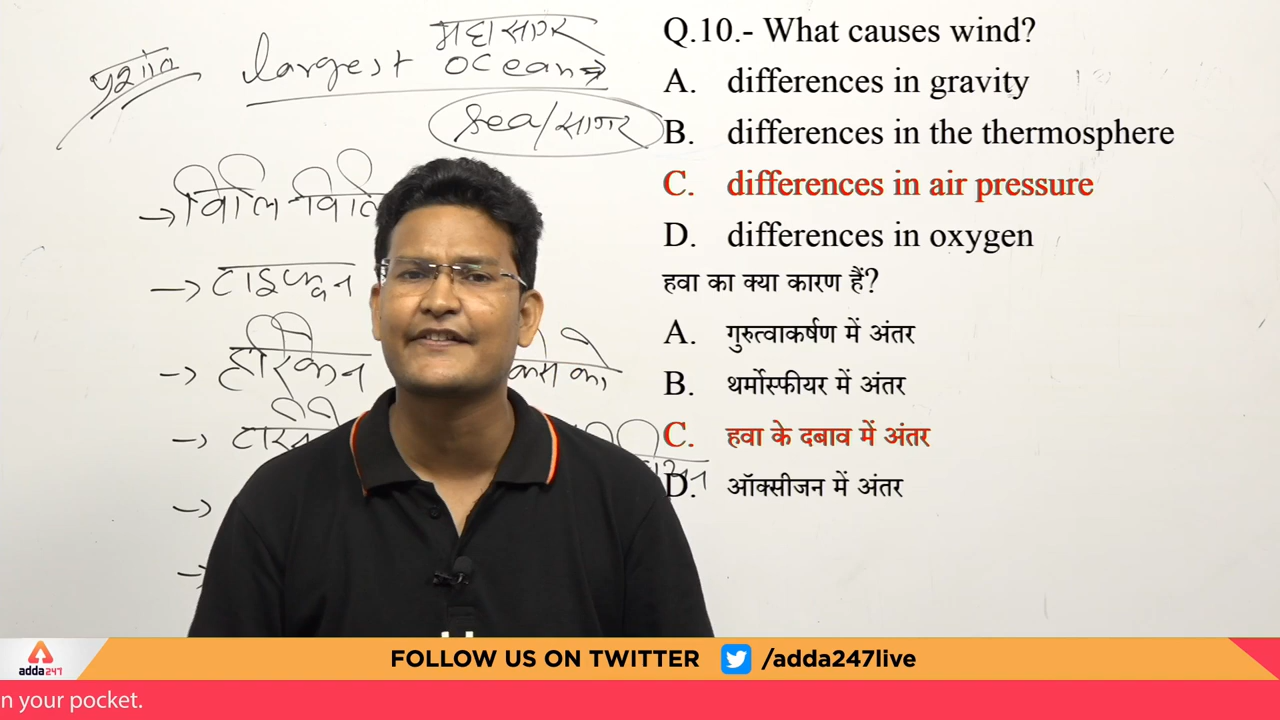 प्रशांत largest महासागर
ocean →
sea/सागर
→ विलि-विलि
→ टाइफून
→ हरिकेन
→
→
→
Q.10.- What causes wind?
A. differences in gravity
B. differences in the thermosphere
C. differences in air pressure
D. differences in oxygen
हवा का क्या कारण हैं?
A. गुरुत्वाकर्षण में अंतर
B. थर्मोस्फीयर में अंतर
C. हवा के दबाव में अंतर
D. ऑक्सीजन में अंतर
adda247
FOLLOW US ON TWITTER /adda247live
n your pocket.